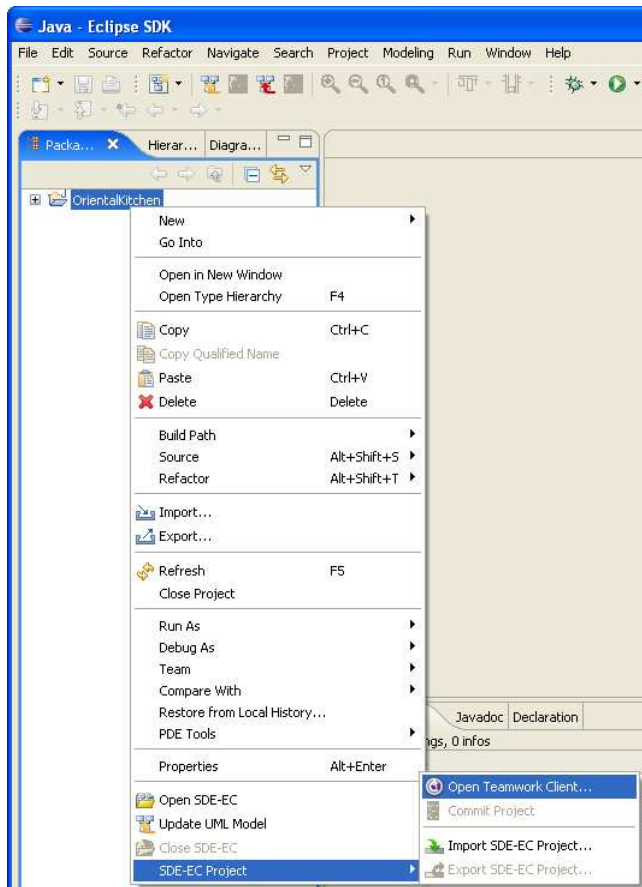 Java - Eclipse SDK
File Edit Source Refactor Navigate Search Project Modeling Run Window Help
Packa... Hierar... Diagra...
OrientalKitchen
New
Go Into
Open in New Window
Open Type Hierarchy F4
Copy Ctrl+C
Copy Qualified Name
Paste Ctrl+V
Delete Delete
Build Path
Source Alt+Shift+S
Refactor Alt+Shift+T
Import...
Export...
Refresh F5
Close Project
Run As
Debug As
Team
Compare With
Restore from Local History...
PDE Tools
Javadoc Declaration
ngs, 0 infos
Properties Alt+Enter
Open SDE-EC
Update UML Model
Close SDE-EC
SDE-EC Project
Open Teamwork Client...
Commit Project
Import SDE-EC Project...
Export SDE-EC Project...